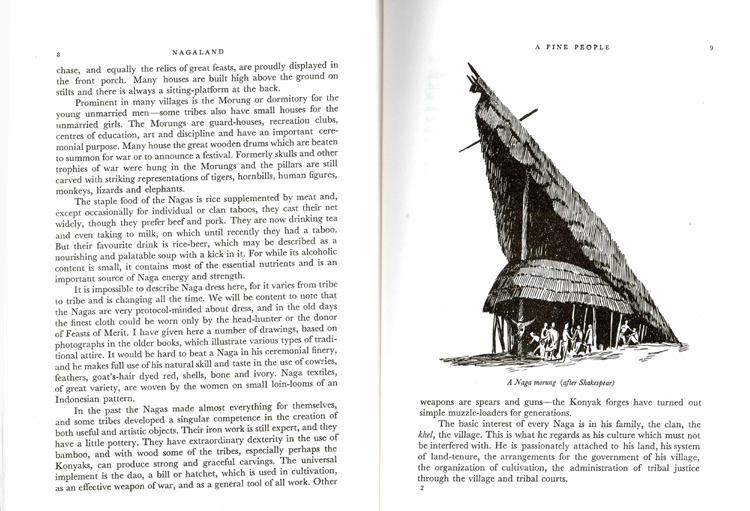 8
NAGALAND
chase, and equally the relics of great feasts, are proudly displayed in
the front porch. Many houses are built high above the ground on
stilts and there is always a sitting-platform at the back.
Prominent in many villages is the Morung or dormitory for the
young unmarried men—some tribes also have small houses for the
unmarried girls. The Morungs are guard-houses, recreation clubs,
centres of education, art and discipline and have an important cere-
monial purpose. Many house the great wooden drums which are beaten
to summon for war or to announce a festival. Formerly skulls and other
trophies of war were hung in the Morungs and the pillars are still
carved with striking representations of tigers, hornbills, human figures,
monkeys, lizards and elephants.
The staple food of the Nagas is rice supplemented by meat and,
except occasionally for individual or clan taboos, they cast their net
widely, though they prefer beef and pork. They are now drinking tea
and even taking to milk, on which until recently they had a taboo.
But their favourite drink is rice-beer, which may be described as a
nourishing and palatable soup with a kick in it. For while its alcoholic
content is small, it contains most of the essential nutrients and is an
important source of Naga energy and strength.
It is impossible to describe Naga dress here, for it varies from tribe
to tribe and is changing all the time. We will be content to note that
the Nagas are very protocol-minded about dress, and in the old days
the finest cloth could be worn only by the head-hunter or the donor
of Feasts of Merit. I have given here a number of drawings, based on
photographs in the older books, which illustrate various types of tradi-
tional attire. It would be hard to beat a Naga in his ceremonial finery,
and he makes full use of his natural skill and taste in the use of cowries,
feathers, goat's-hair dyed red, shells, bone and ivory. Naga textiles,
of great variety, are woven by the women on small loin-looms of an
Indonesian pattern.
In the past the Nagas made almost everything for themselves,
and some tribes developed a singular competence in the creation of
both useful and artistic objects. Their iron work is still expert, and they
have a little pottery. They have extraordinary dexterity in the use of
bamboo, and with wood some of the tribes, especially perhaps the
Konyaks, can produce strong and graceful carvings. The universal
implement is the dao, a bill or hatchet, which is used in cultivation,
as an effective weapon of war, and as a general tool of all work. Other
A FINE PEOPLE
9
A Naga morung (after Shakespear)
weapons are spears and guns—the Konyak forges have turned out
simple muzzle-loaders for generations.
The basic interest of every Naga is in his family, the clan, the
khel, the village. This is what he regards as his culture which must not
be interfered with. He is passionately attached to his land, his system
of land-tenure, the arrangements for the government of his village,
the organization of cultivation, the administration of tribal justice
through the village and tribal courts.
2